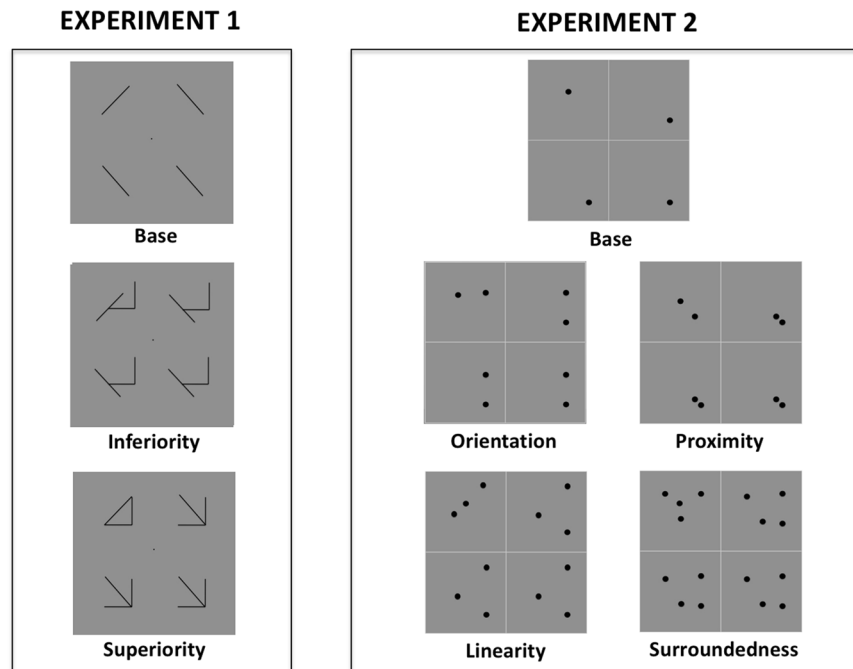 EXPERIMENT 1
EXPERIMENT 2
Base
Base
Inferiority
Orientation
Proximity
Superiority
Linearity
Surroundedness